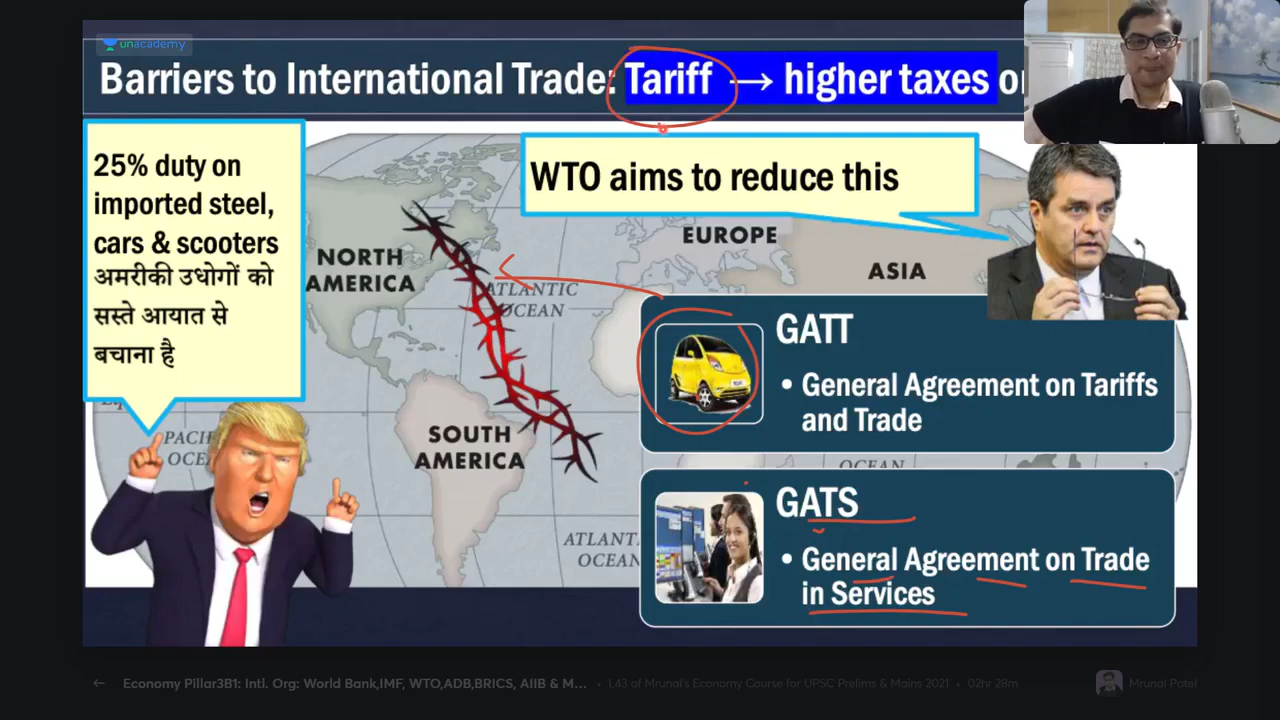 unacademy
Barriers to International Trade: Tariff → higher taxes
25% duty on
imported steel,
cars & scooters
अमरीकी उधोगों को
सस्ते आयात से
बचाना है
WTO aims to reduce this
NORTH
AMERICA
EUROPE
ASIA
ATLANTIC
OCEAN
GATT
• General Agreement on Tariffs
and Trade
SOUTH
AMERICA
OCEAN
GATS
• General Agreement on Trade
in Services
ATLANTIC
OCEAN
← Economy Pillar3B1: Intl. Org: World Bank,IMF, WTO,ADB,BRICS, AIIB & M... • L43 of Mrunal's Economy Course for UPSC Prelims & Mains 2021 • 02hr 28m
Mrunal Patel